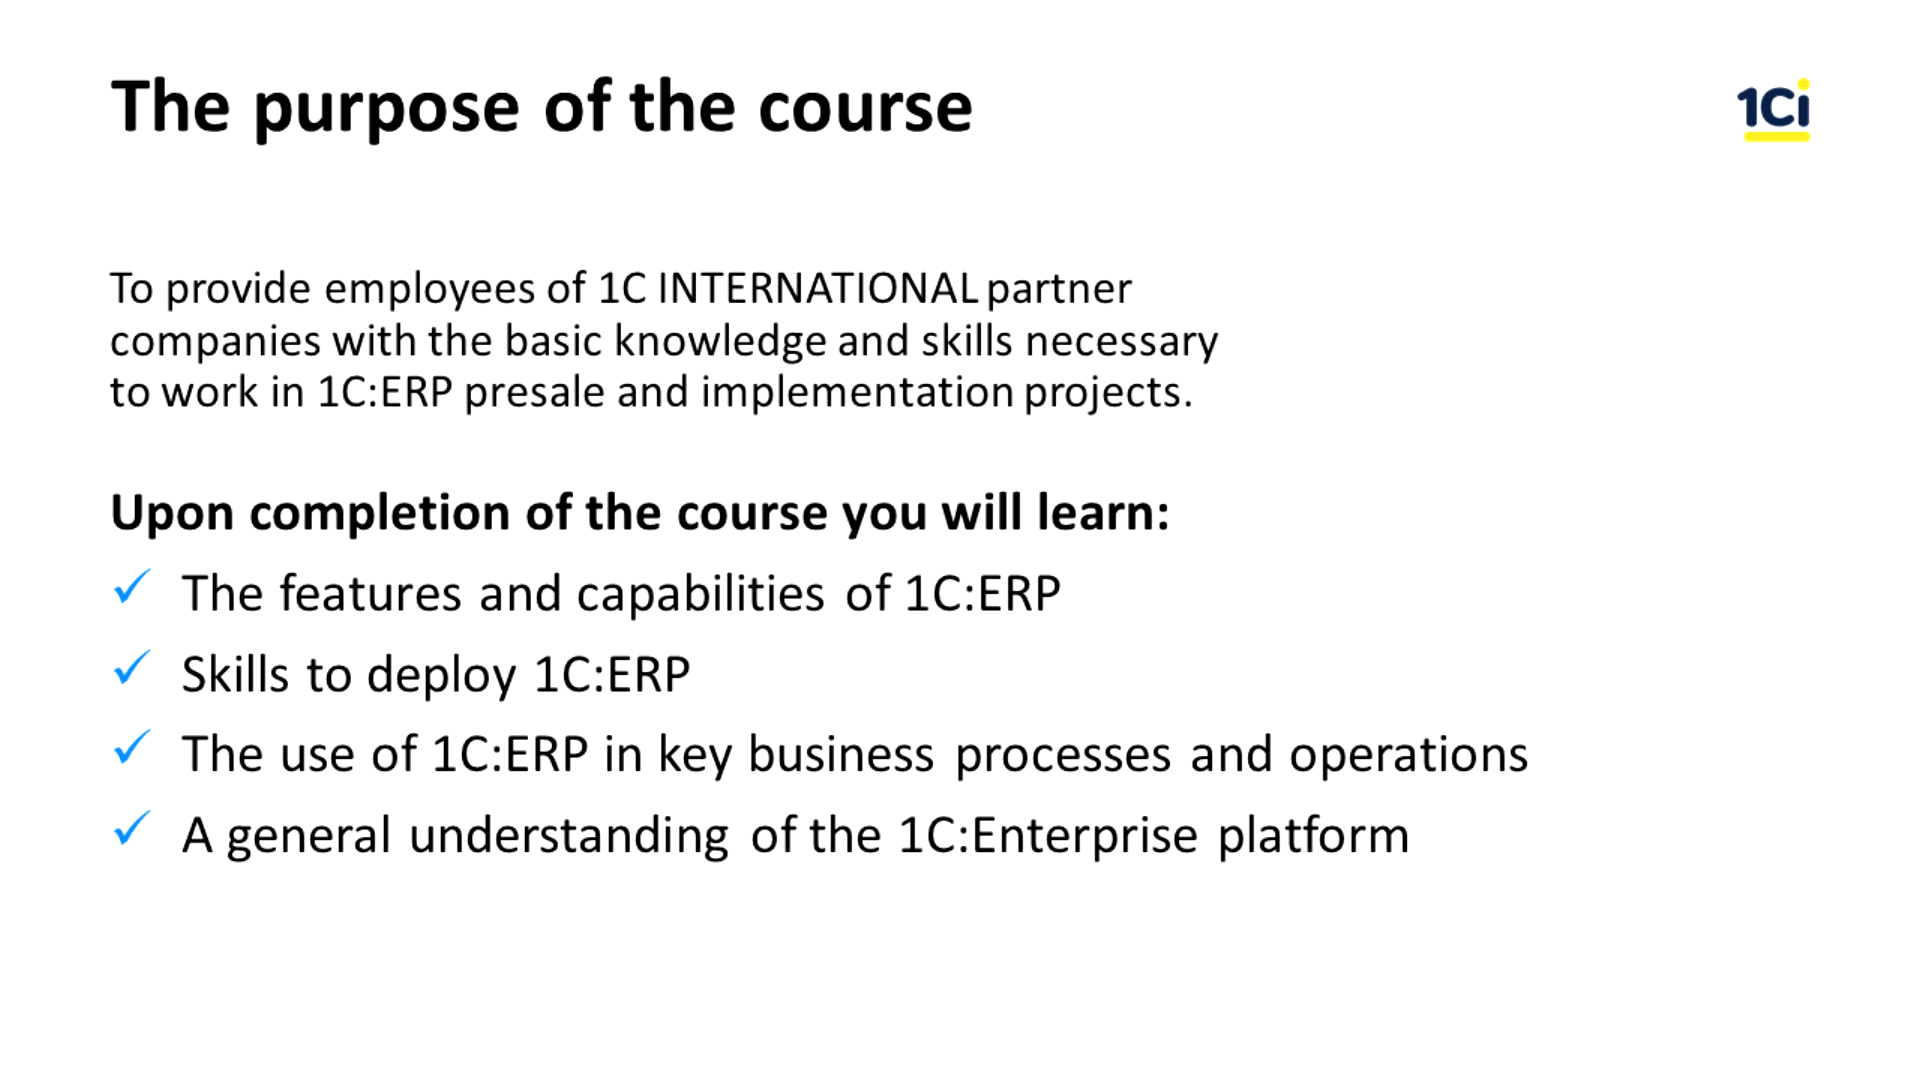 The purpose of the course
1Ci
To provide employees of 1C INTERNATIONAL partner
companies with the basic knowledge and skills necessary
to work in 1C:ERP presale and implementation projects.
Upon completion of the course you will learn:
✓ The features and capabilities of 1C:ERP
✓ Skills to deploy 1C:ERP
✓ The use of 1C:ERP in key business processes and operations
✓ A general understanding of the 1C:Enterprise platform